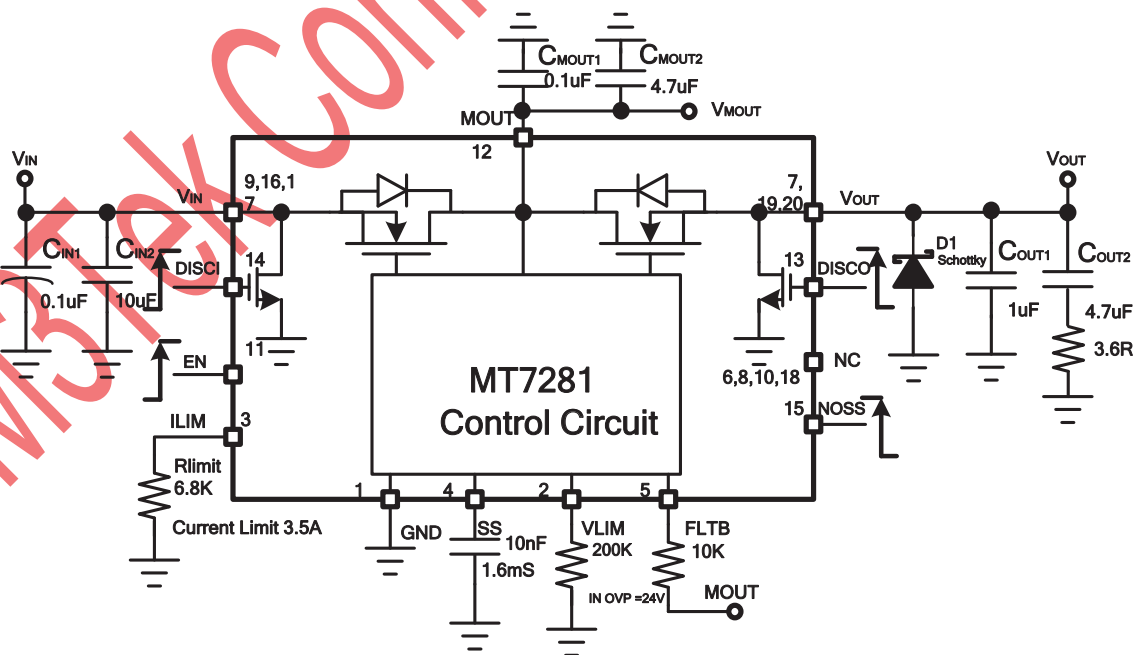 M3Tek Con
CMOUT1
0.1uF
CMOUT2
4.7uF
MOUT
VMOUT
12
VIN
VIN
9,16,1
7
7,
19,20
VOUT
VOUT
CIN1
0.1uF
CIN2
10uF
DISCI
14
13
DISCO
D1
Schottky
COUT1
1uF
COUT2
4.7uF
3.6R
EN
11
NC
6,8,10,18
MT7281
Control Circuit
ILIM
3
15
NOSS
Rlimit
6.8K
Current Limit 3.5A
1
4
2
5
GND
SS
10nF
1.6mS
VLIM
200K
IN OVP =24V
FLTB
10K
MOUT